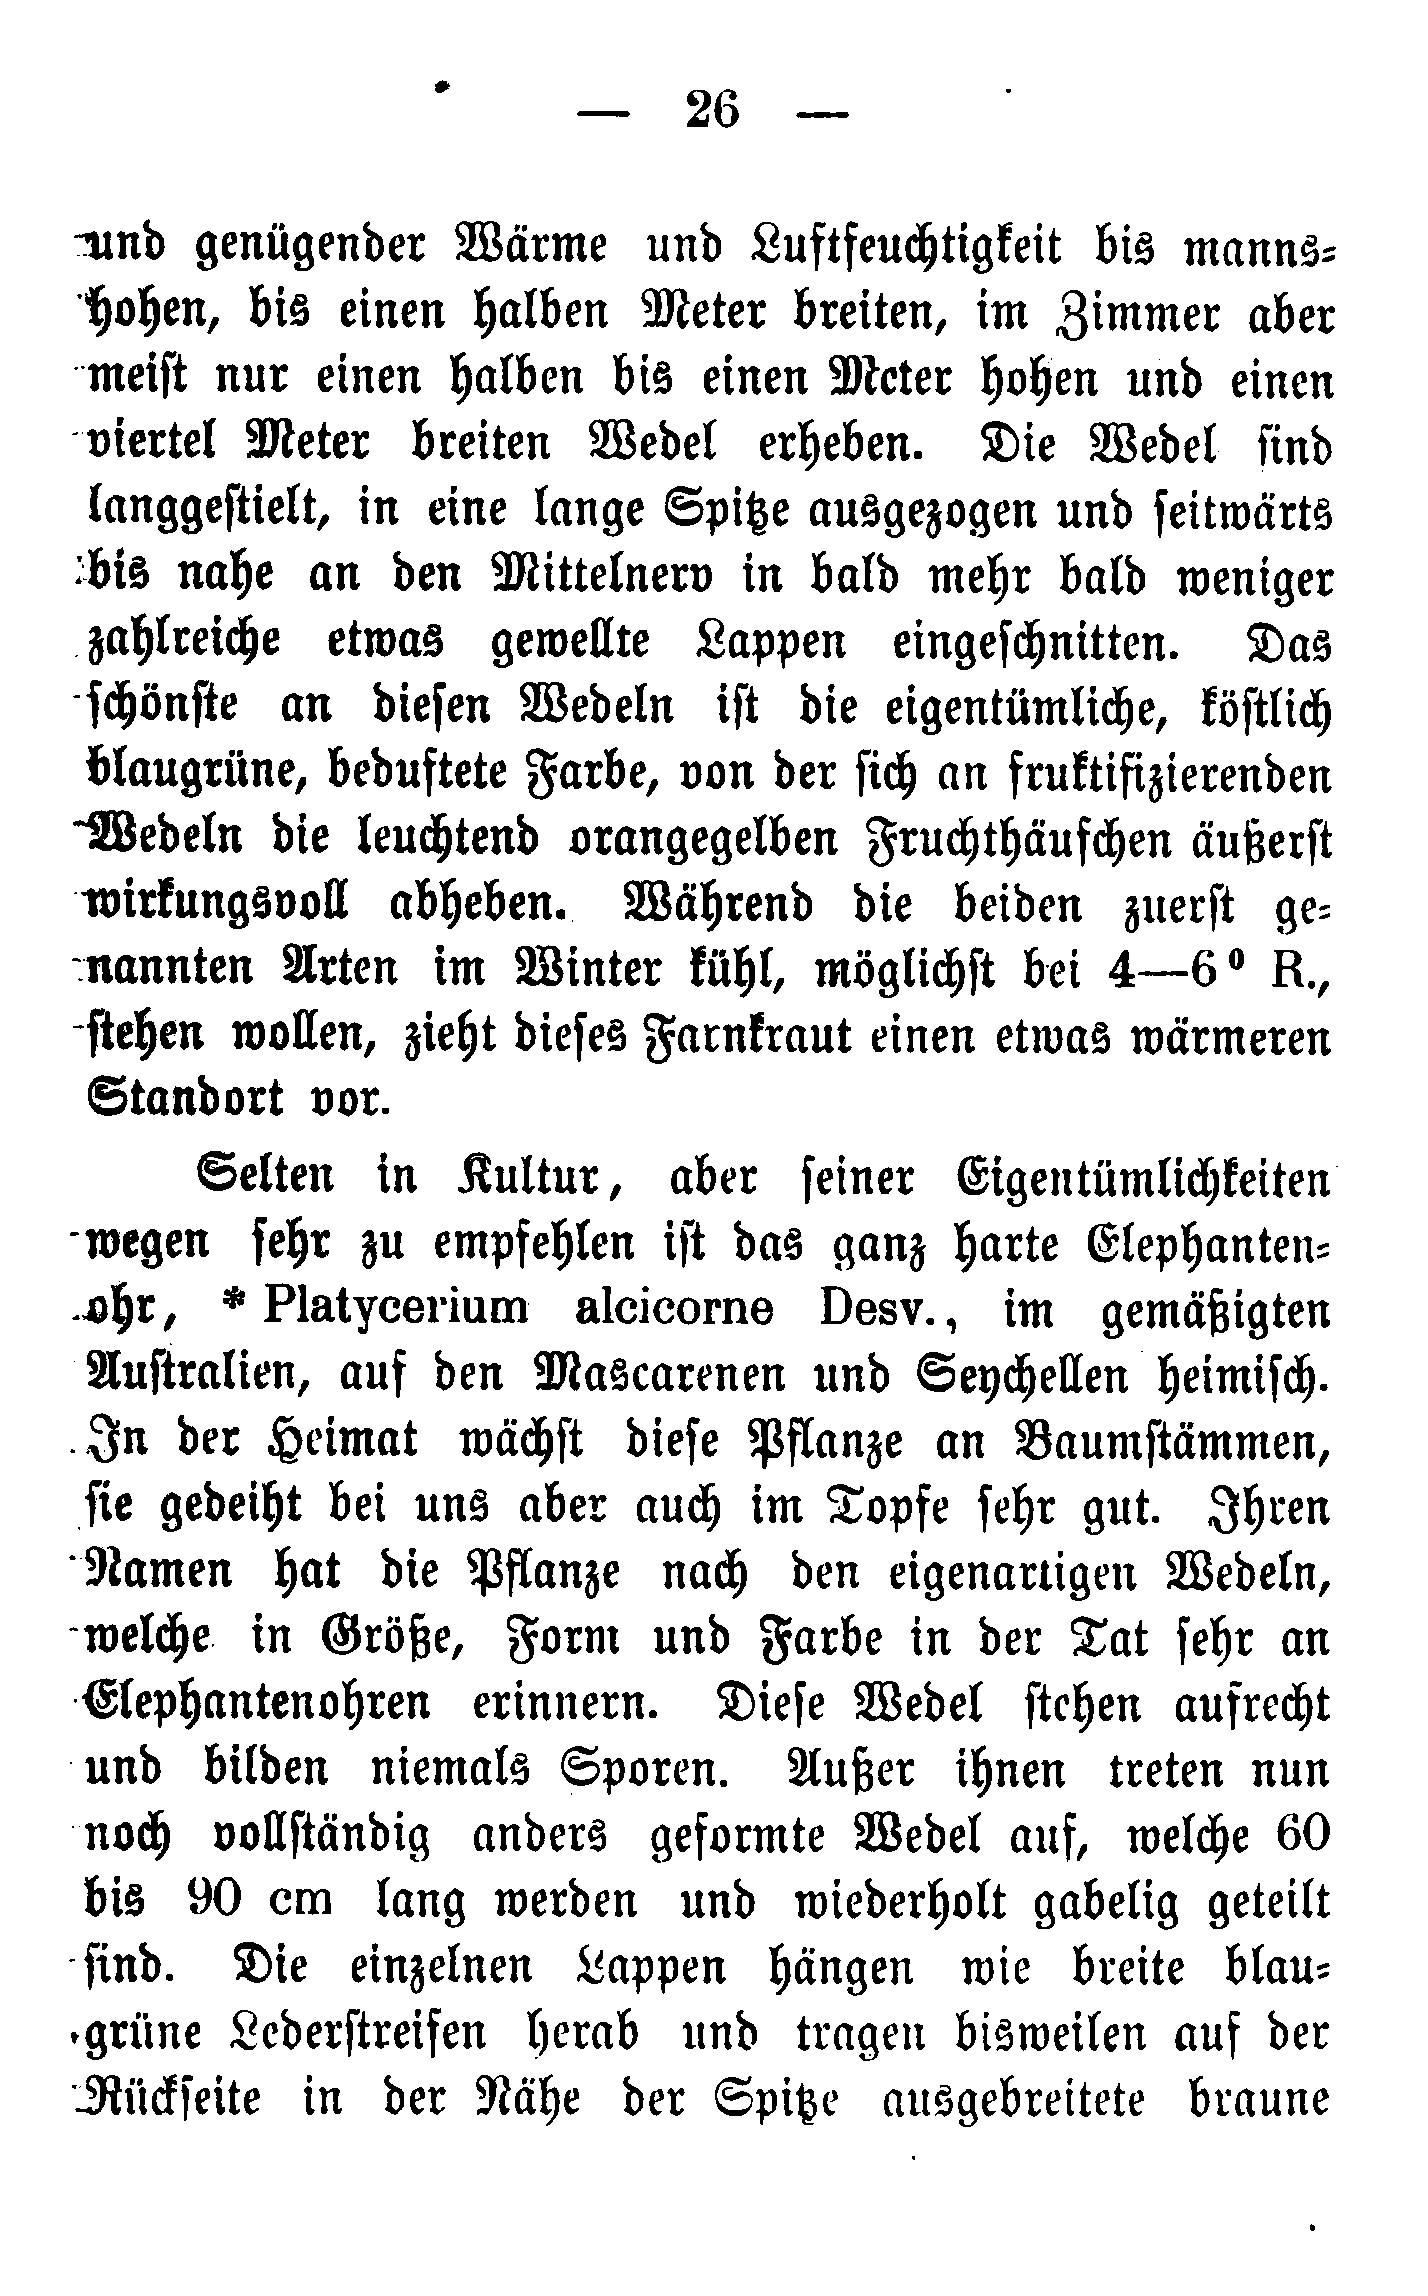 — 26 —
und genügender Wärme und Luftfeuchtigkeit bis manns=
hohen, bis einen halben Meter breiten, im Zimmer aber
meist nur einen halben bis einen Meter hohen und einen
viertel Meter breiten Wedel erheben. Die Wedel sind
langgestielt, in eine lange Spitze ausgezogen und seitwärts
bis nahe an den Mittelnerv in bald mehr bald weniger
zahlreiche etwas gewellte Lappen eingeschnitten. Das
schönste an diesen Wedeln ist die eigentümliche, köstlich
blaugrüne, beduftete Farbe, von der sich an fruktifizierenden
Wedeln die leuchtend orangegelben Fruchthäufchen äußerst
wirkungsvoll abheben. Während die beiden zuerst ge=
nannten Arten im Winter kühl, möglichst bei 4—6° R.,
stehen wollen, zieht dieses Farnkraut einen etwas wärmeren
Standort vor.
Selten in Kultur, aber seiner Eigentümlichkeiten
wegen sehr zu empfehlen ist das ganz harte Elephanten=
ohr, * Platycerium alcicorne Desv., im gemäßigten
Australien, auf den Mascarenen und Seychellen heimisch.
In der Heimat wächst diese Pflanze an Baumstämmen,
sie gedeiht bei uns aber auch im Topfe sehr gut. Ihren
Namen hat die Pflanze nach den eigenartigen Wedeln,
welche in Größe, Form und Farbe in der Tat sehr an
Elephantenohren erinnern. Diese Wedel stehen aufrecht
und bilden niemals Sporen. Außer ihnen treten nun
noch vollständig anders geformte Wedel auf, welche 60
bis 90 cm lang werden und wiederholt gabelig geteilt
sind. Die einzelnen Lappen hängen wie breite blau=
grüne Lederstreifen herab und tragen bisweilen auf der
Rückseite in der Nähe der Spitze ausgebreitete braune